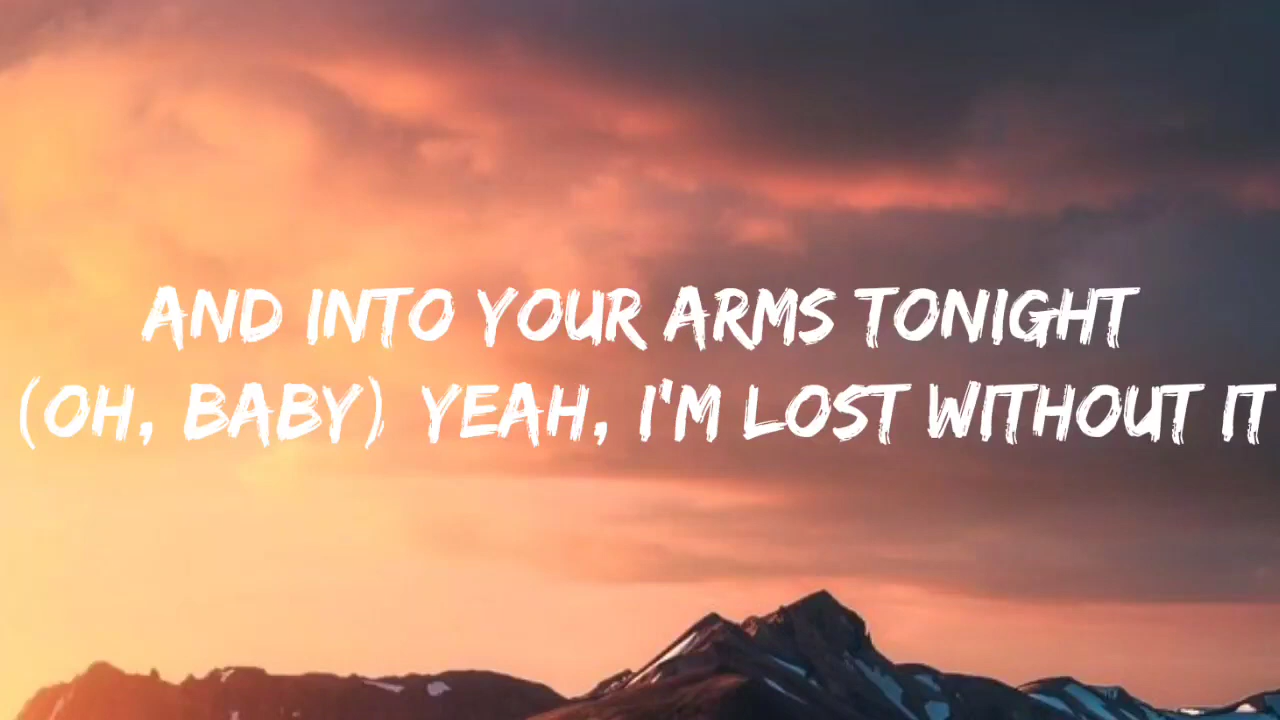 AND INTO YOUR ARMS TONIGHT
(OH, BABY) YEAH, I'M LOST WITHOUT IT